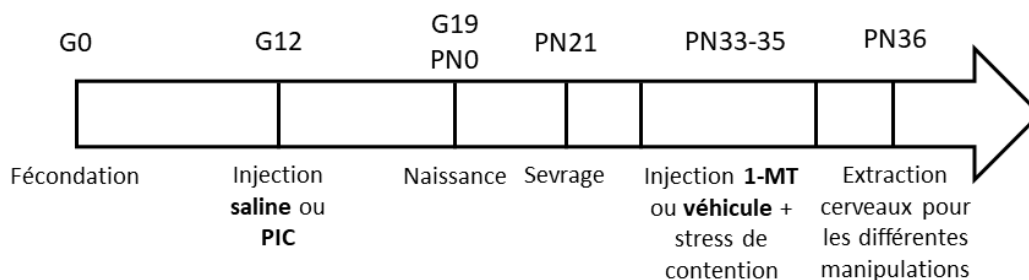 G0
G12
G19
PN0
PN21
PN33-35
PN36
Fécondation
Injection
saline ou
PIC
Naissance
Sevrage
Injection 1-MT
ou véhicule +
stress de
contention
Extraction
cerveaux pour
les différentes
manipulations